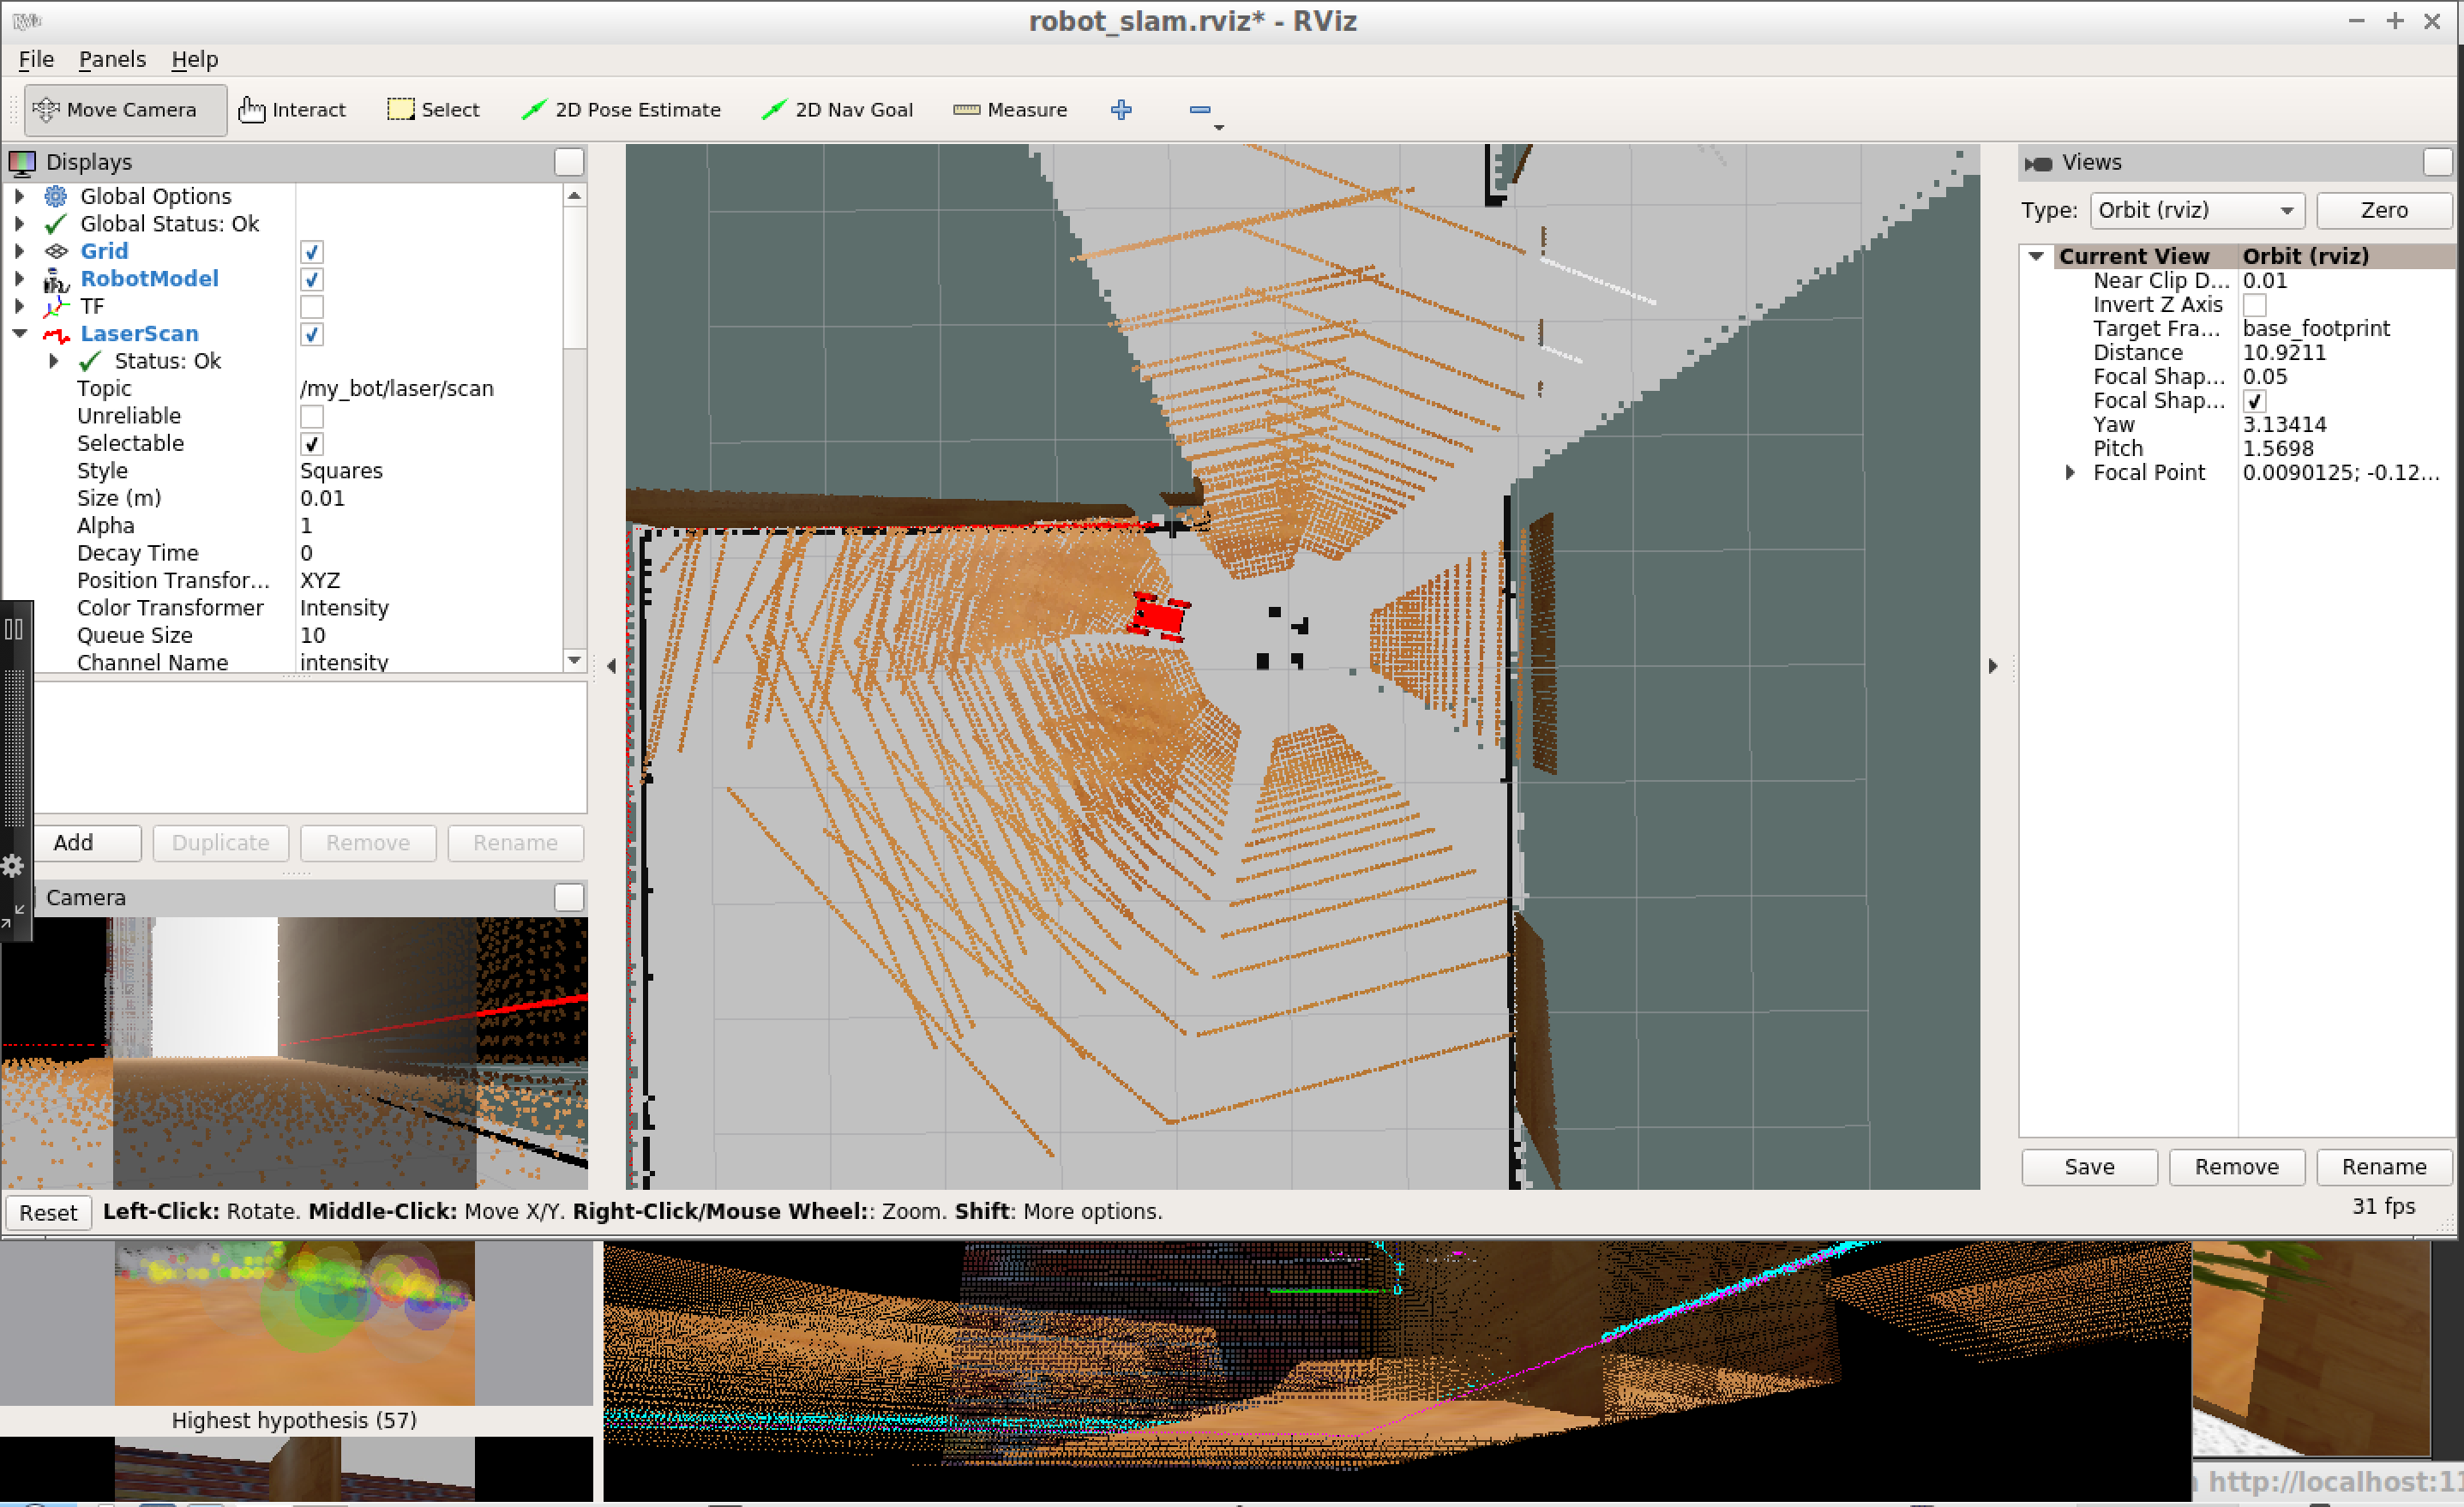 robot_slam.rviz* - RViz
File Panels Help
Move Camera Interact Select 2D Pose Estimate 2D Nav Goal Measure
Displays
Global Options
Global Status: Ok
Grid
RobotModel
TF
LaserScan
Status: Ok
Topic /my_bot/laser/scan
Unreliable
Selectable
Style Squares
Size (m) 0.01
Alpha 1
Decay Time 0
Position Transfor... XYZ
Color Transformer Intensity
Queue Size 10
Channel Name intensity
Add Duplicate Remove Rename
Camera
Views
Type: Orbit (rviz) Zero
Current View Orbit (rviz)
Near Clip D... 0.01
Invert Z Axis
Target Fra... base_footprint
Distance 10.9211
Focal Shap... 0.05
Focal Shap...
Yaw 3.13414
Pitch 1.5698
Focal Point 0.0090125; -0.12...
Save Remove Rename
Reset Left-Click: Rotate. Middle-Click: Move X/Y. Right-Click/Mouse Wheel:: Zoom. Shift: More options.
31 fps
Highest hypothesis (57)
http://localhost:11